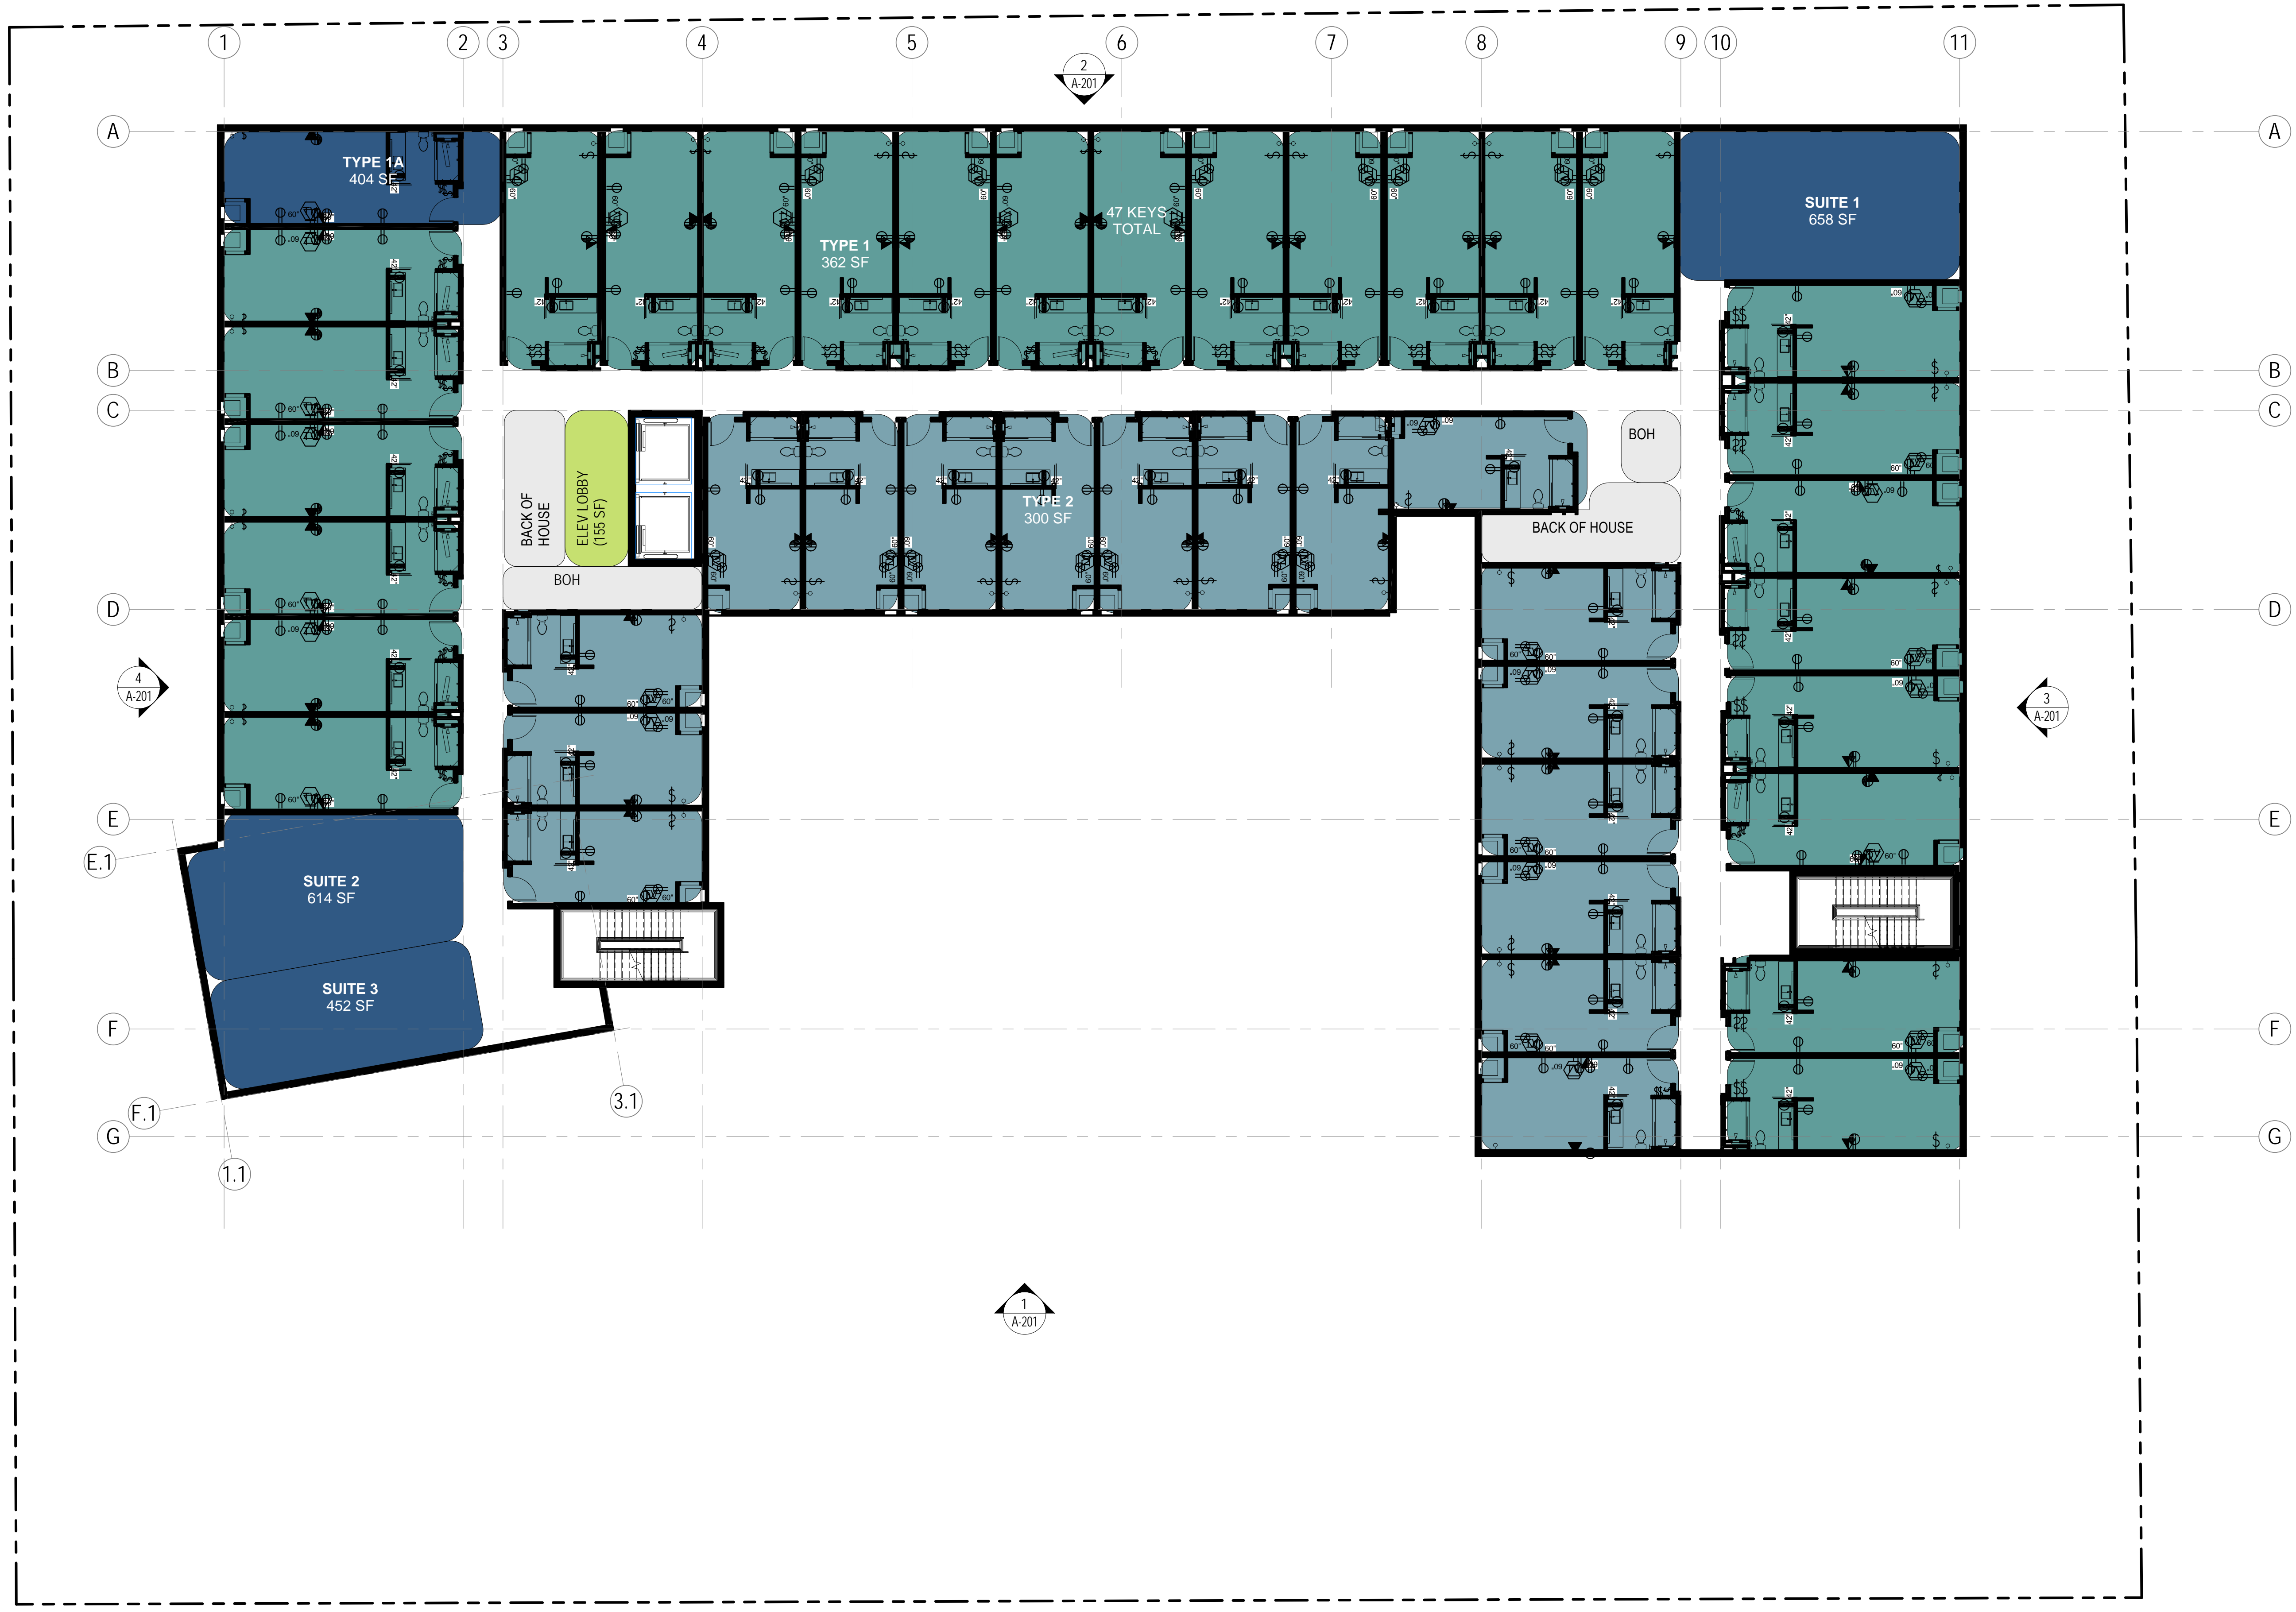 1
2
3
4
5
6
7
8
9
10
11
2
A-201
A
A
TYPE 1A
404 SF
SUITE 1
658 SF
47 KEYS
TOTAL
TYPE 1
362 SF
B
B
C
C
BOH
BACK OF
HOUSE
ELEV LOBBY
(155 SF)
TYPE 2
300 SF
BACK OF HOUSE
BOH
D
D
4
A-201
3
A-201
E
E
E.1
SUITE 2
614 SF
SUITE 3
452 SF
F
F
F.1
3.1
G
G
1.1
1
A-201